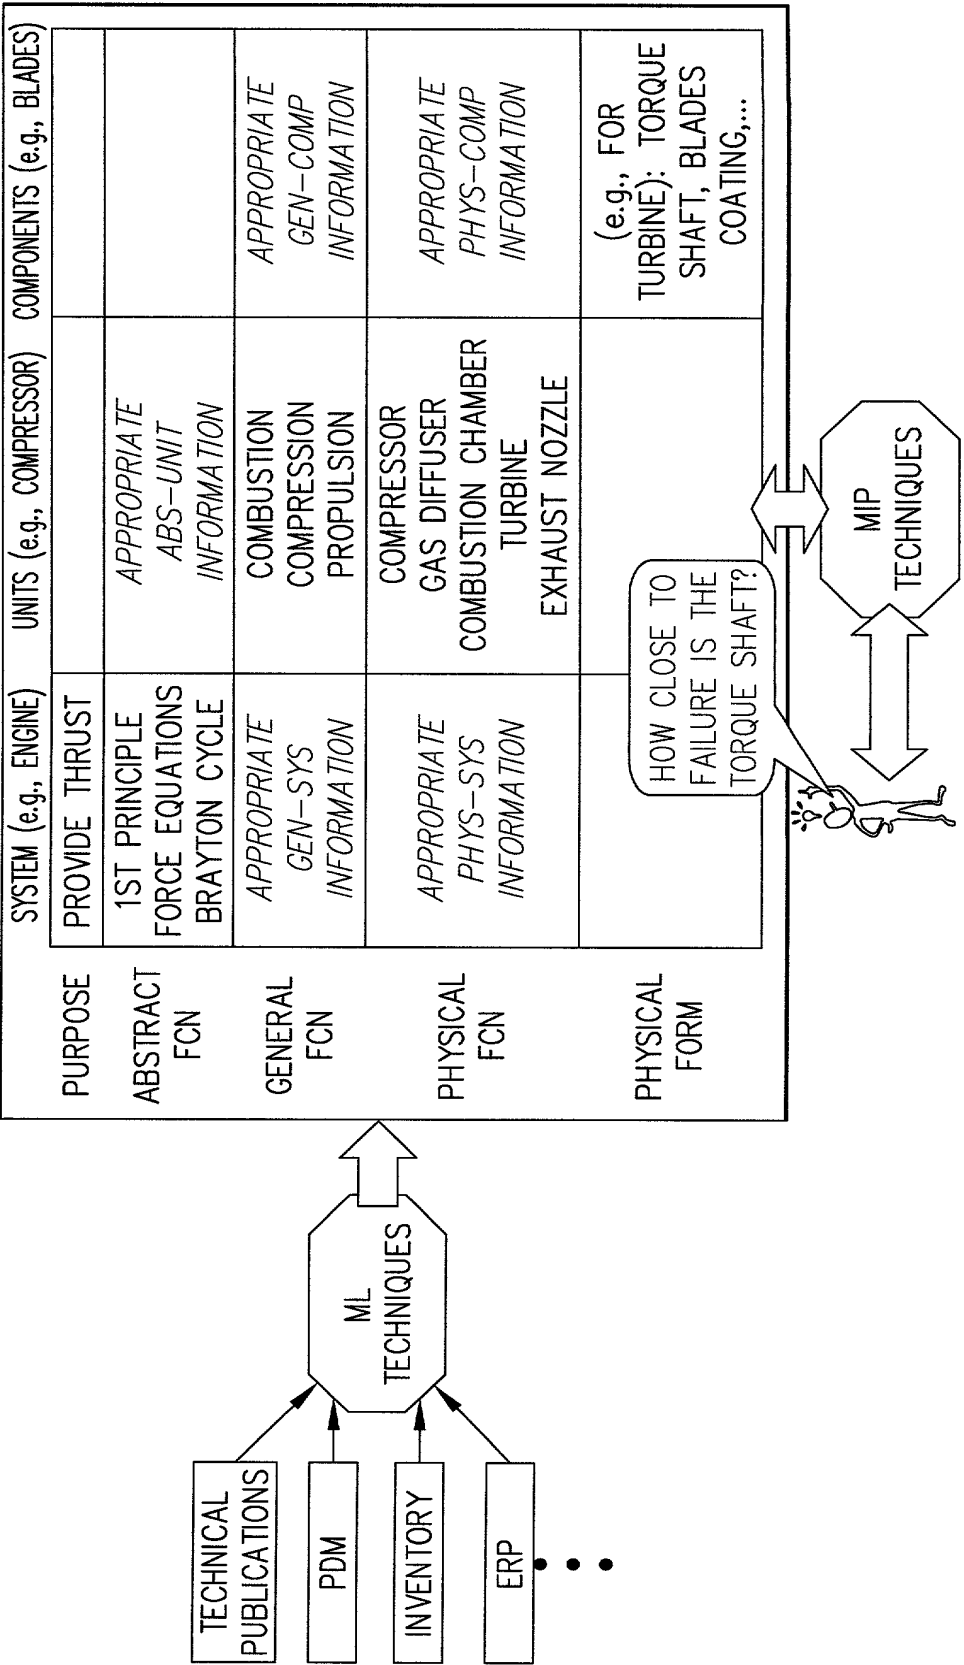 SYSTEM (e.g., ENGINE)
UNITS (e.g., COMPRESSOR)
COMPONENTS (e.g., BLADES)
PURPOSE
PROVIDE THRUST
ABSTRACT
FCN
1ST PRINCIPLE
FORCE EQUATIONS
BRAYTON CYCLE
APPROPRIATE
ABS-UNIT
INFORMATION
GENERAL
FCN
APPROPRIATE
GEN-SYS
INFORMATION
COMBUSTION
COMPRESSION
PROPULSION
APPROPRIATE
GEN-COMP
INFORMATION
PHYSICAL
FCN
APPROPRIATE
PHYS-SYS
INFORMATION
COMPRESSOR
GAS DIFFUSER
COMBUSTION CHAMBER
TURBINE
EXHAUST NOZZLE
APPROPRIATE
PHYS-COMP
INFORMATION
PHYSICAL
FORM
(e.g., FOR
TURBINE): TORQUE
SHAFT, BLADES
COATING,...
TECHNICAL
PUBLICATIONS
PDM
INVENTORY
ERP
ML
TECHNIQUES
HOW CLOSE TO
FAILURE IS THE
TORQUE SHAFT?
MIP
TECHNIQUES